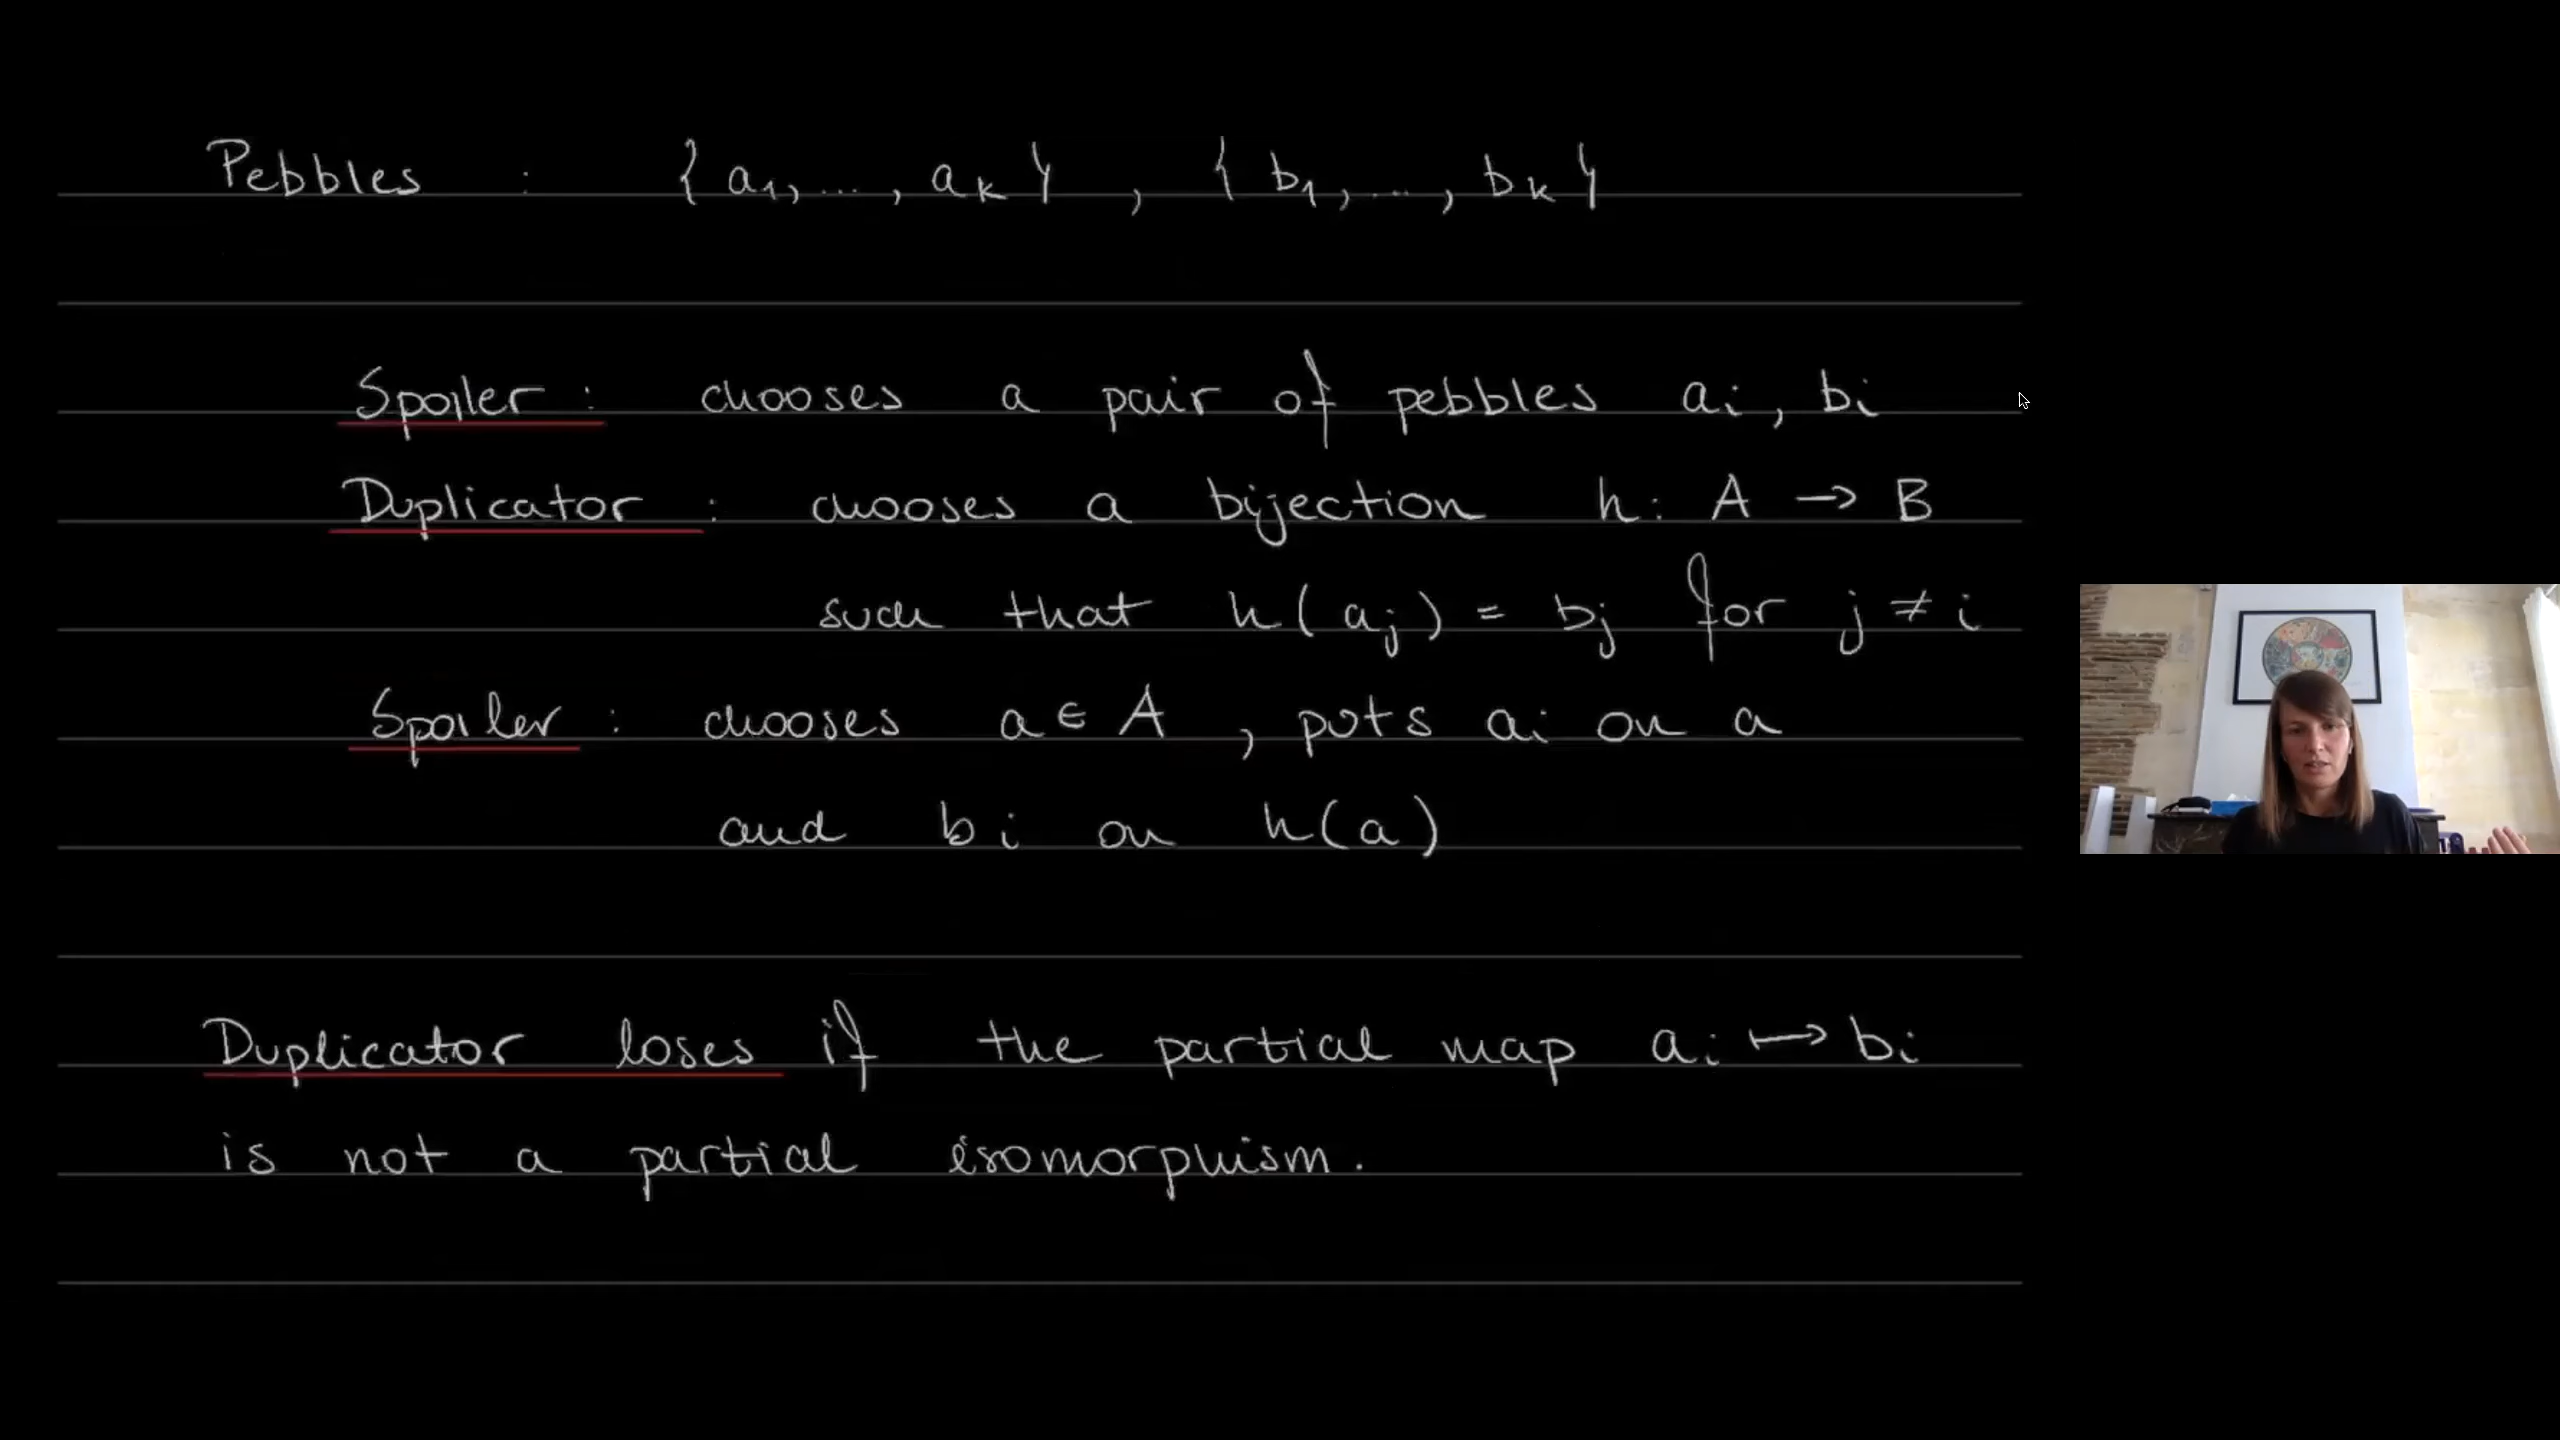 Pebbles : { a₁, ... , aₖ } , { b₁, ... , bₖ }
Spoiler : chooses a pair of pebbles aᵢ, bᵢ
Duplicator : chooses a bijection h: A → B
such that h(aⱼ) = bⱼ for j ≠ i
Spoiler : chooses a ∈ A , puts aᵢ on a
and bᵢ on h(a)
Duplicator loses if the partial map aᵢ ↦ bᵢ
is not a partial isomorphism.